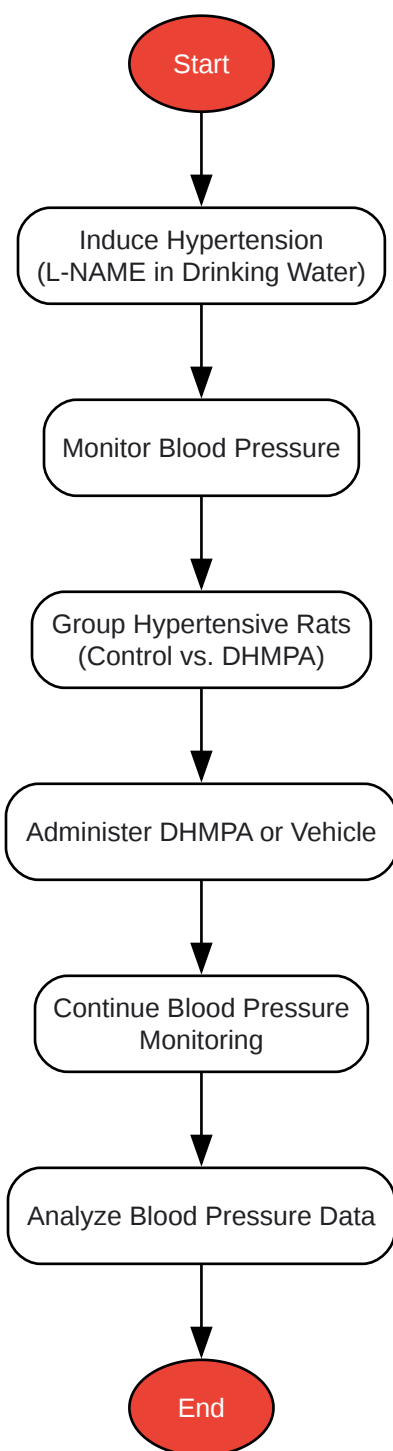 Start
Induce Hypertension
(L-NAME in Drinking Water)
Monitor Blood Pressure
Group Hypertensive Rats
(Control vs. DHMPA)
Administer DHMPA or Vehicle
Continue Blood Pressure
Monitoring
Analyze Blood Pressure Data
End